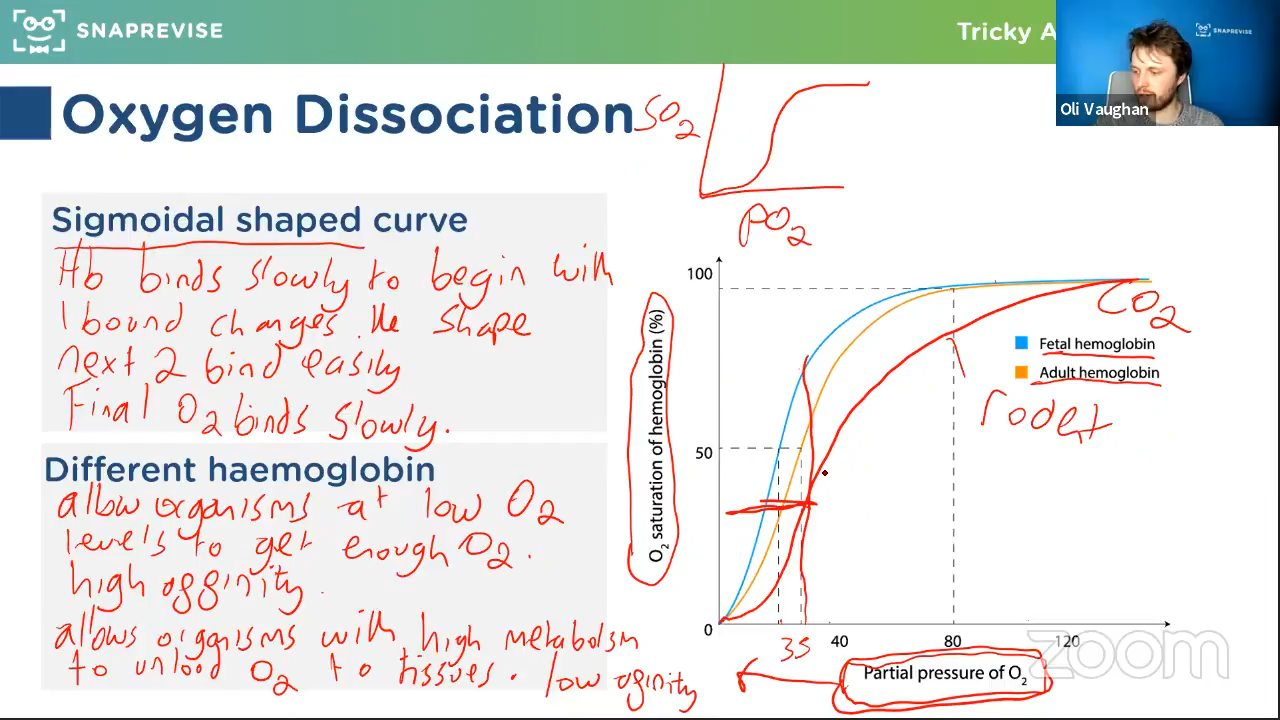 SNAPREVISE
Tricky A
SNAPREVISE
Oli Vaughan
Oxygen Dissociation
SO2
PO2
Sigmoidal shaped curve
Hb binds slowly to begin with
1 bound changes the shape
next 2 bind easily
Final O2 binds slowly.
Different haemoglobin
allow organisms at low O2
levels to get enough O2.
high affinity.
allows organisms with high metabolism
to unload O2 to tissues. low affinity
O2 saturation of hemoglobin (%)
100
50
0
35
40
80
120
Partial pressure of O2
CO2
Fetal hemoglobin
Adult hemoglobin
zoom